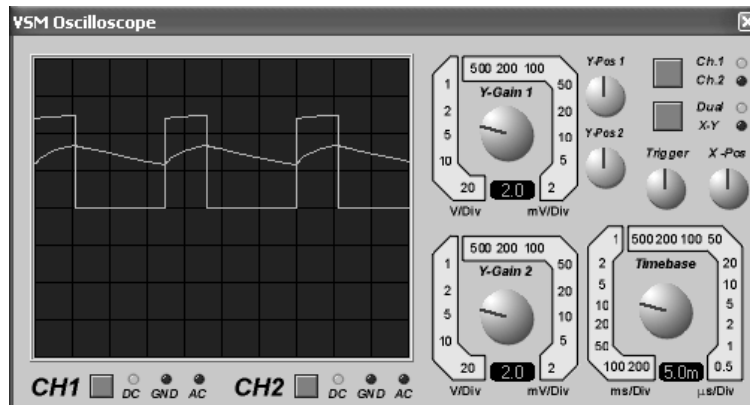 VSM Oscilloscope
500 200 100
1
2
5
10
20
50
20
10
5
2
Y-Gain 1
2.0
V/Div
mV/Div
Y-Pos 1
Y-Pos 2
Ch.1
Ch.2
Dual
X-Y
Trigger
X-Pos
500 200 100
1
2
5
10
20
50
20
10
5
2
Y-Gain 2
2.0
V/Div
mV/Div
1
500 200 100 50
2
5
10
20
50
100 200
20
10
5
2
1
0.5
Timebase
5.0m
ms/Div
µs/Div
CH1
DC GND AC
CH2
DC GND AC